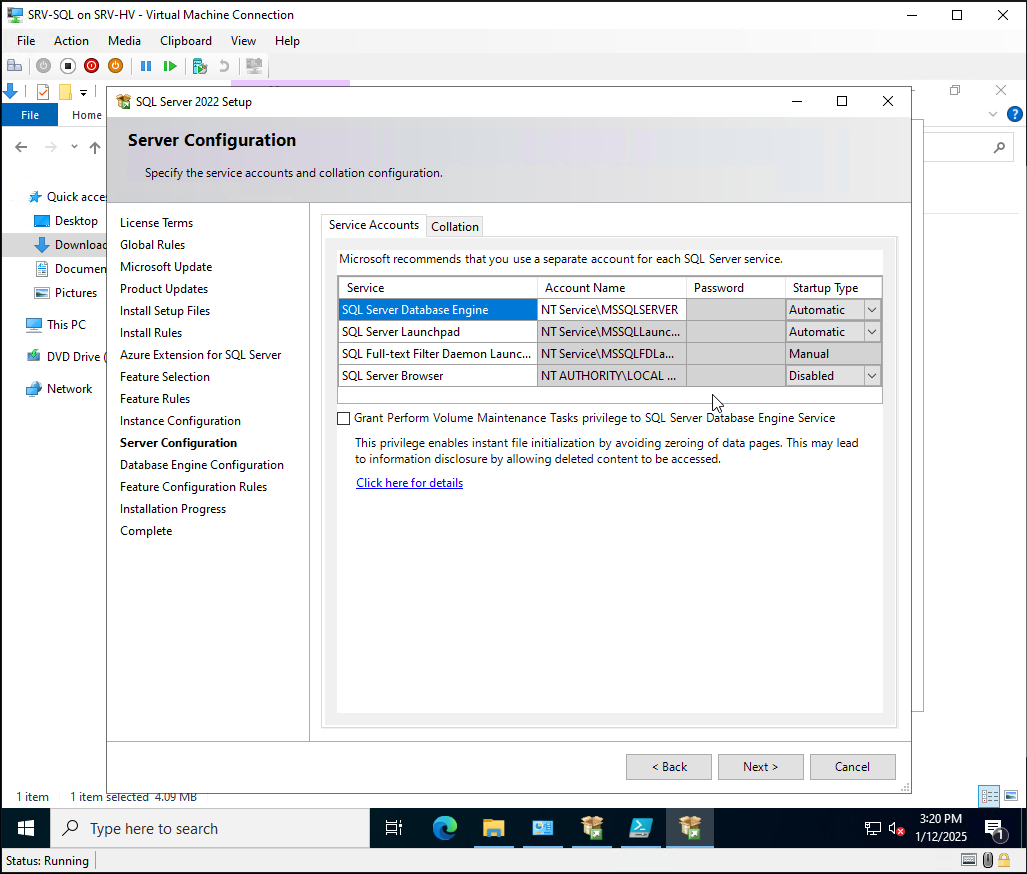 SRV-SQL on SRV-HV - Virtual Machine Connection
File Action Media Clipboard View Help
SQL Server 2022 Setup
File Home
Server Configuration
Specify the service accounts and collation configuration.
Quick acce
Desktop
Download
Documen
Pictures
This PC
DVD Drive (
Network
License Terms
Global Rules
Microsoft Update
Product Updates
Install Setup Files
Install Rules
Azure Extension for SQL Server
Feature Selection
Feature Rules
Instance Configuration
Server Configuration
Database Engine Configuration
Feature Configuration Rules
Installation Progress
Complete
Service Accounts Collation
Microsoft recommends that you use a separate account for each SQL Server service.
Service Account Name Password Startup Type
SQL Server Database Engine NT Service\MSSQLSERVER Automatic
SQL Server Launchpad NT Service\MSSQLLaunc... Automatic
SQL Full-text Filter Daemon Launc... NT Service\MSSQLFDLa... Manual
SQL Server Browser NT AUTHORITY\LOCAL ... Disabled
Grant Perform Volume Maintenance Tasks privilege to SQL Server Database Engine Service
This privilege enables instant file initialization by avoiding zeroing of data pages. This may lead
to information disclosure by allowing deleted content to be accessed.
Click here for details
< Back Next > Cancel
1 item 1 item selected 4.09 MB
Type here to search
3:20 PM
1/12/2025
1
Status: Running